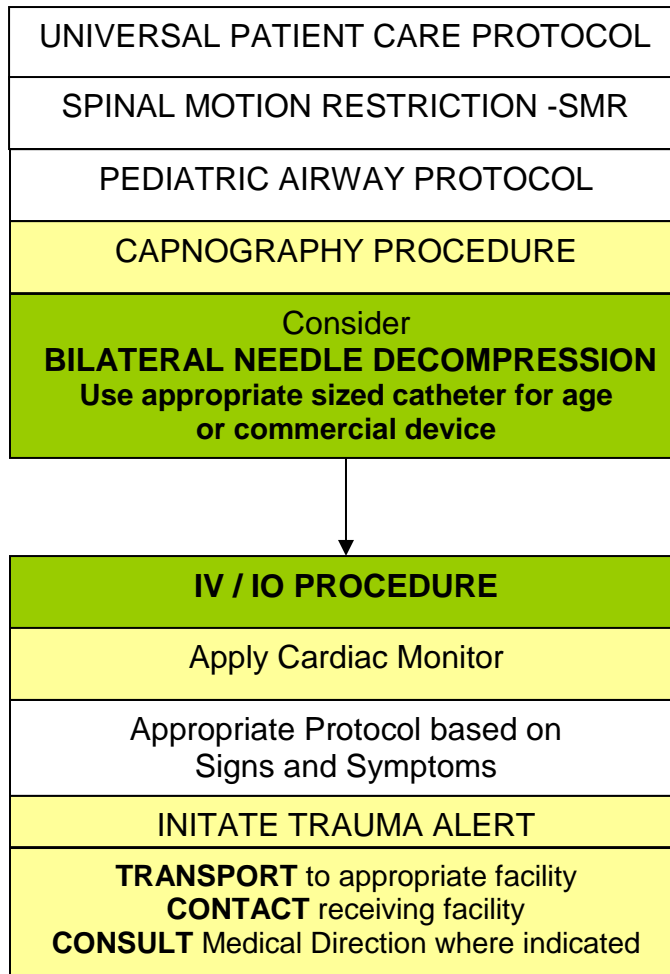 UNIVERSAL PATIENT CARE PROTOCOL
SPINAL MOTION RESTRICTION -SMR
PEDIATRIC AIRWAY PROTOCOL
CAPNOGRAPHY PROCEDURE
Consider
BILATERAL NEEDLE DECOMPRESSION
Use appropriate sized catheter for age
or commercial device
IV / IO PROCEDURE
Apply Cardiac Monitor
Appropriate Protocol based on
Signs and Symptoms
INITATE TRAUMA ALERT
TRANSPORT to appropriate facility
CONTACT receiving facility
CONSULT Medical Direction where indicated